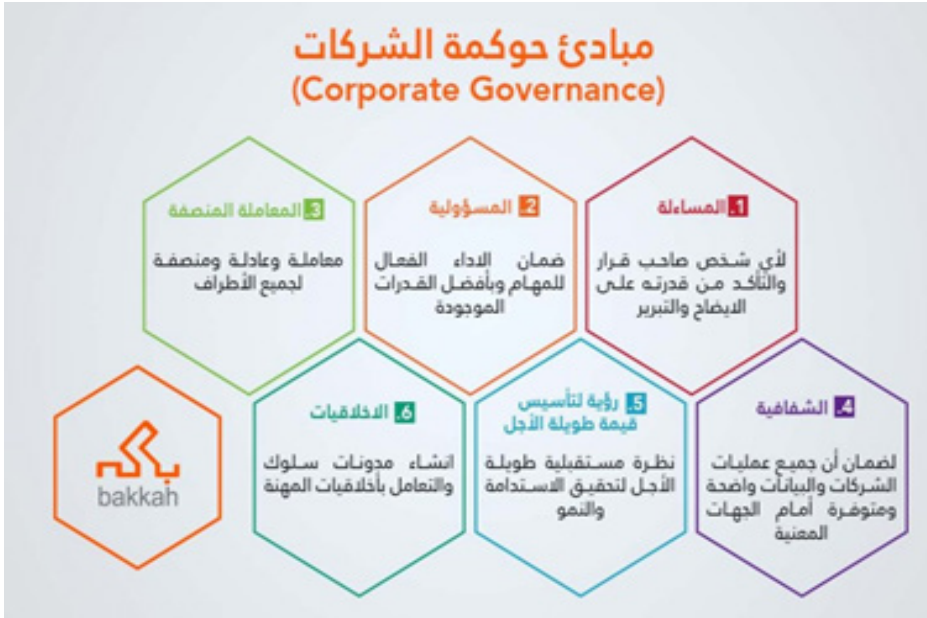 مبادئ حوكمة الشركات
(Corporate Governance)
1. المساءلة
لأي شخص صاحب قرار
والتأكد من قدرته على
الايضاح والتبرير
2. المسؤولية
ضمان الاداء الفعال
للمهام وبأفضل القدرات
الموجودة
3. المعاملة المنصفة
معاملة وعادلة ومنصفة
لجميع الأطراف
4. الشفافية
لضمان أن جميع عمليات
الشركات والبيانات واضحة
ومتوفرة أمام الجهات
المعنية
5. رؤية لتأسيس
قيمة طويلة الأجل
نظرة مستقبلية طويلة
الأجل لتحقيق الاستدامة
والنمو
6. الاخلاقيات
انشاء مدونات سلوك
والتعامل بأخلاقيات المهنة
بكه
bakkah